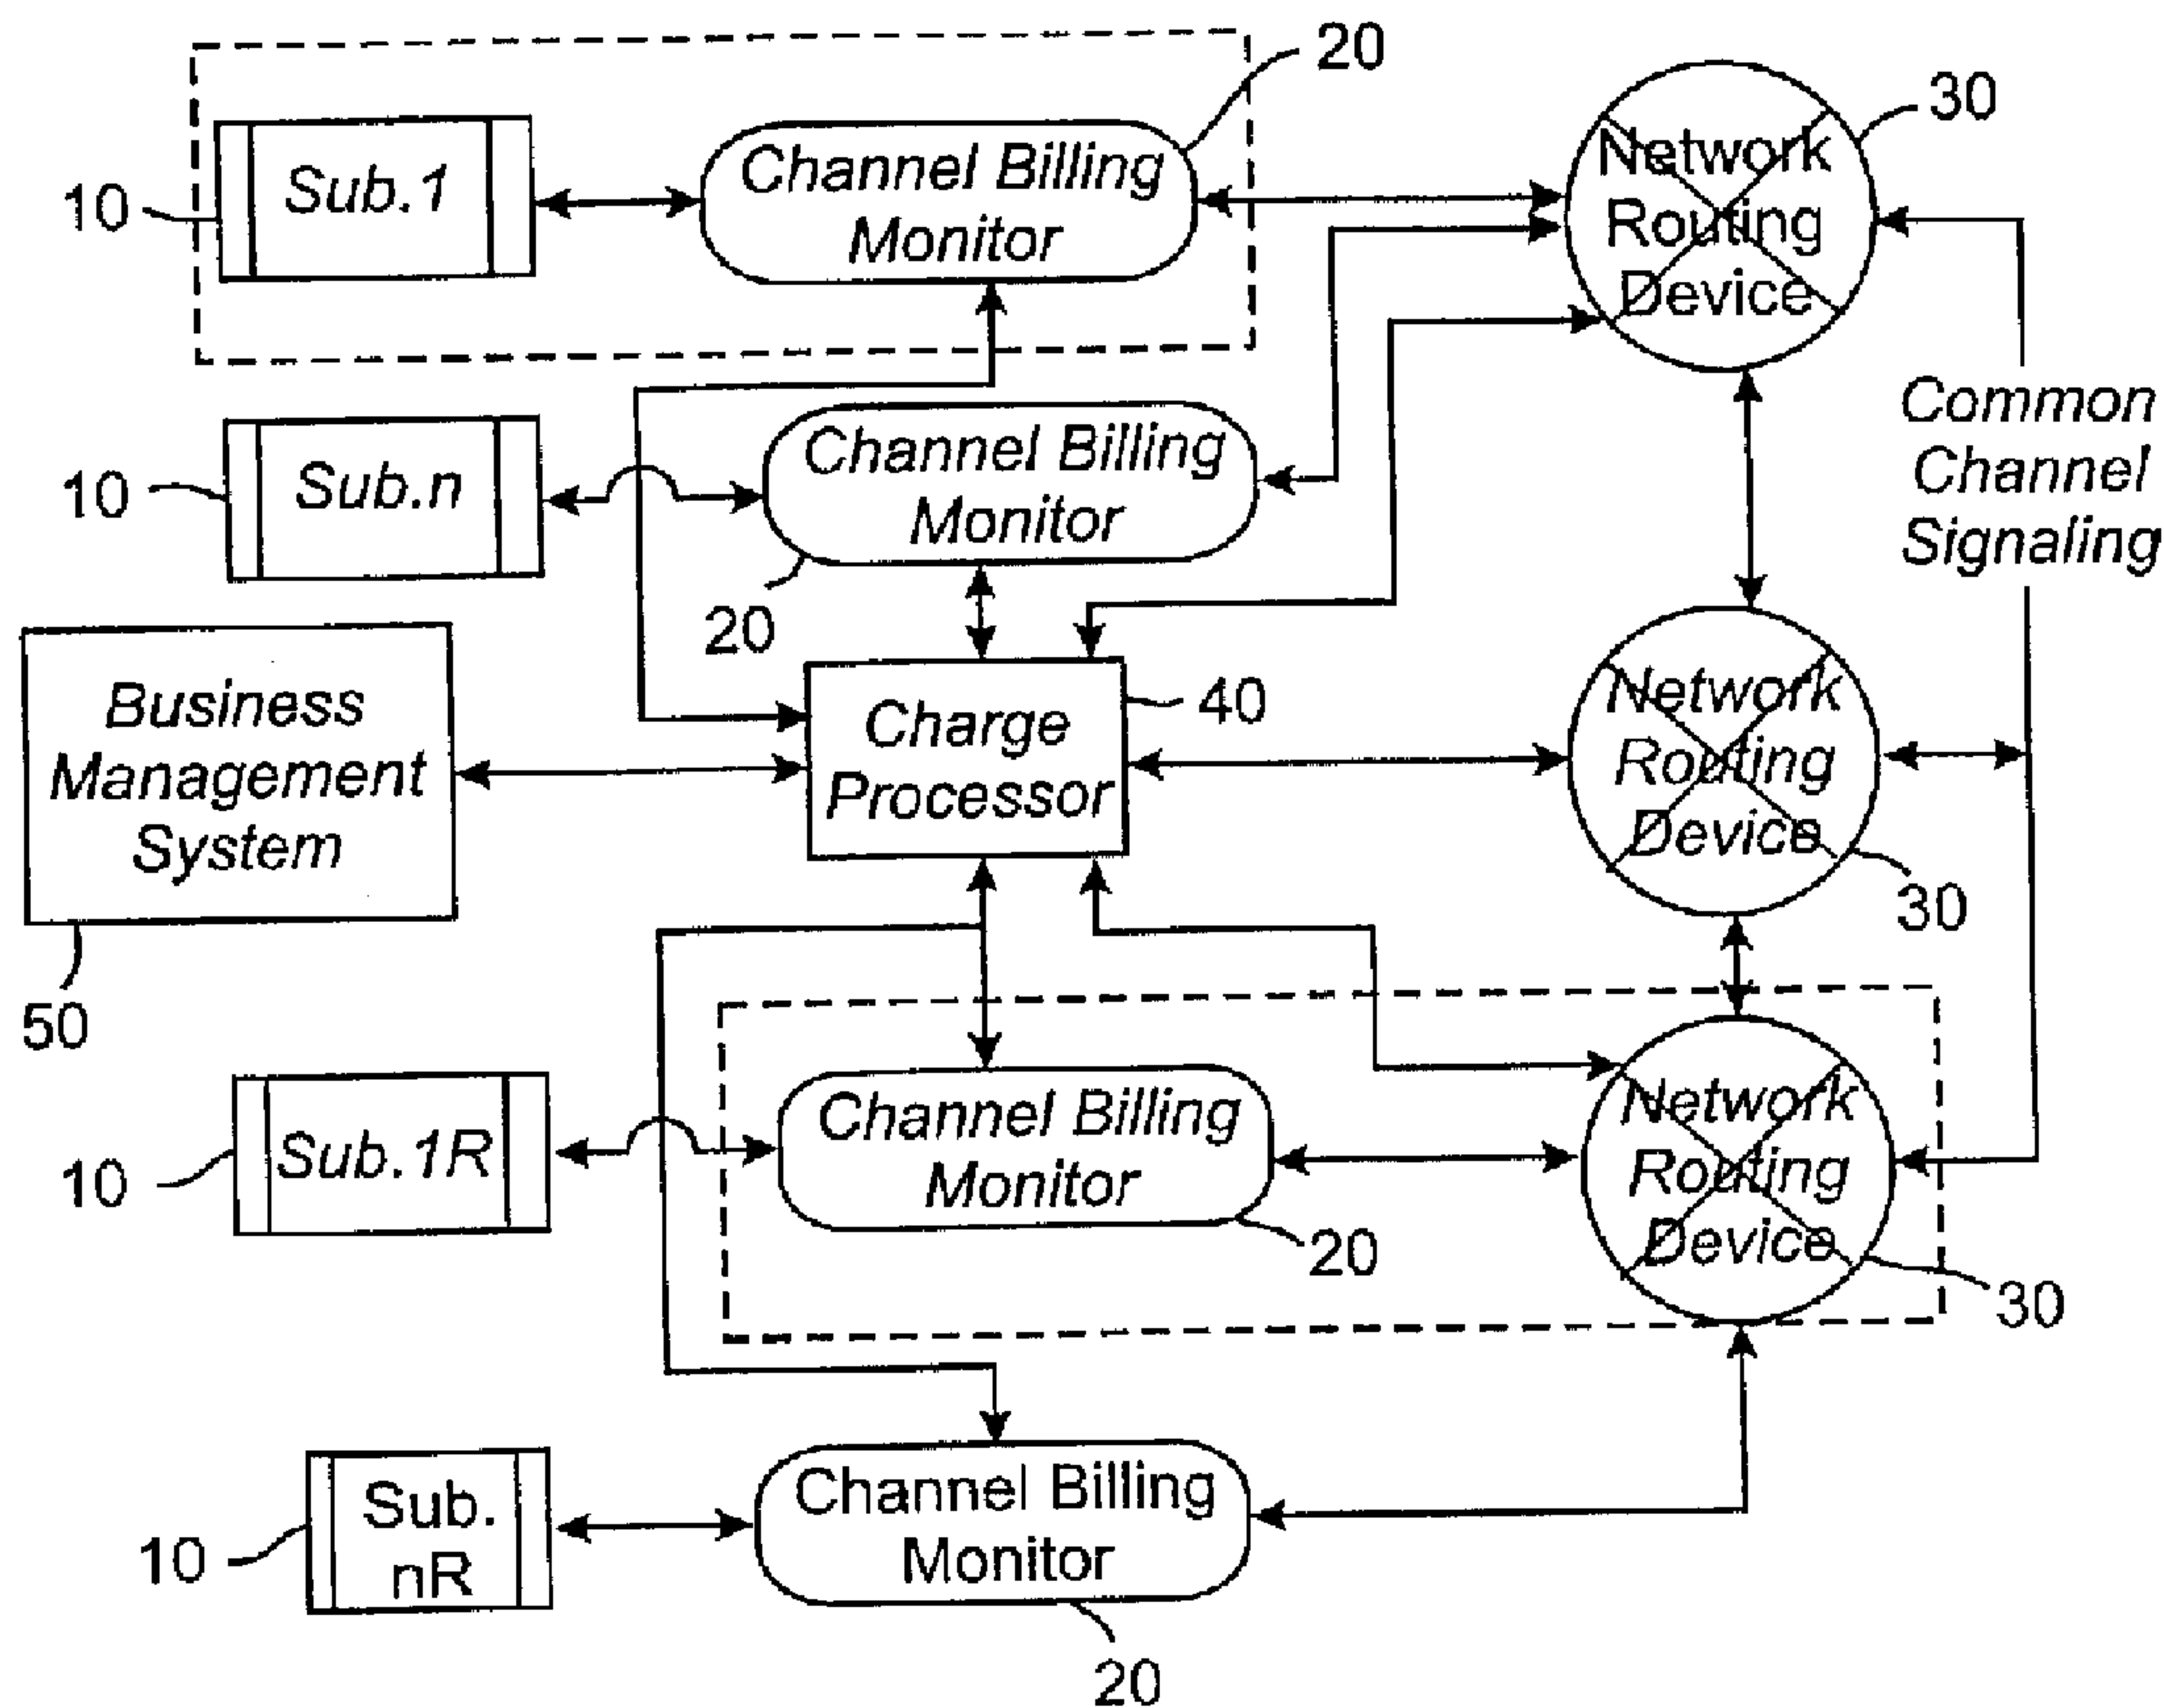 20
30
10
Sub.1
Channel Billing
Monitor
Network
Routing
Device
Common
Channel
Signaling
10
Sub.n
Channel Billing
Monitor
20
Business
Management
System
50
Charge
Processor
40
Network
Routing
Device
30
10
Sub.1R
Channel Billing
Monitor
20
Network
Routing
Device
30
10
Sub.
nR
Channel Billing
Monitor
20